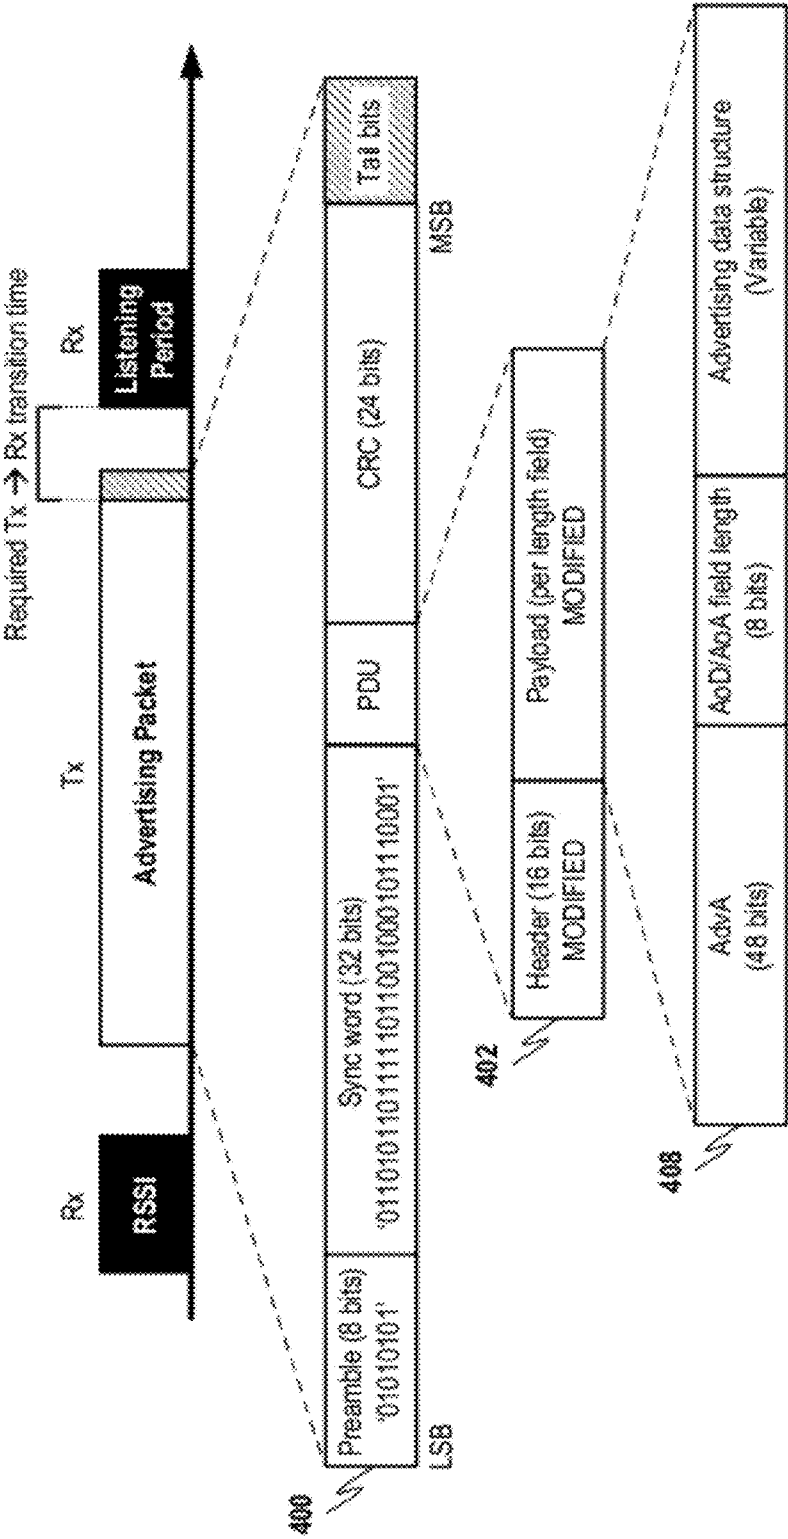 Required Tx → Rx transition time
Rx
Tx
Rx
RSSI
Advertising Packet
Listening
Period
400
Preamble (8 bits)
'01010101'
Sync word (32 bits)
'01101011011111011001000101110001'
PDU
CRC (24 bits)
Tail bits
LSB
MSB
402
Header (16 bits)
MODIFIED
Payload (per length field)
MODIFIED
408
AdvA
(48 bits)
AoD/AoA field length
(8 bits)
Advertising data structure
(Variable)